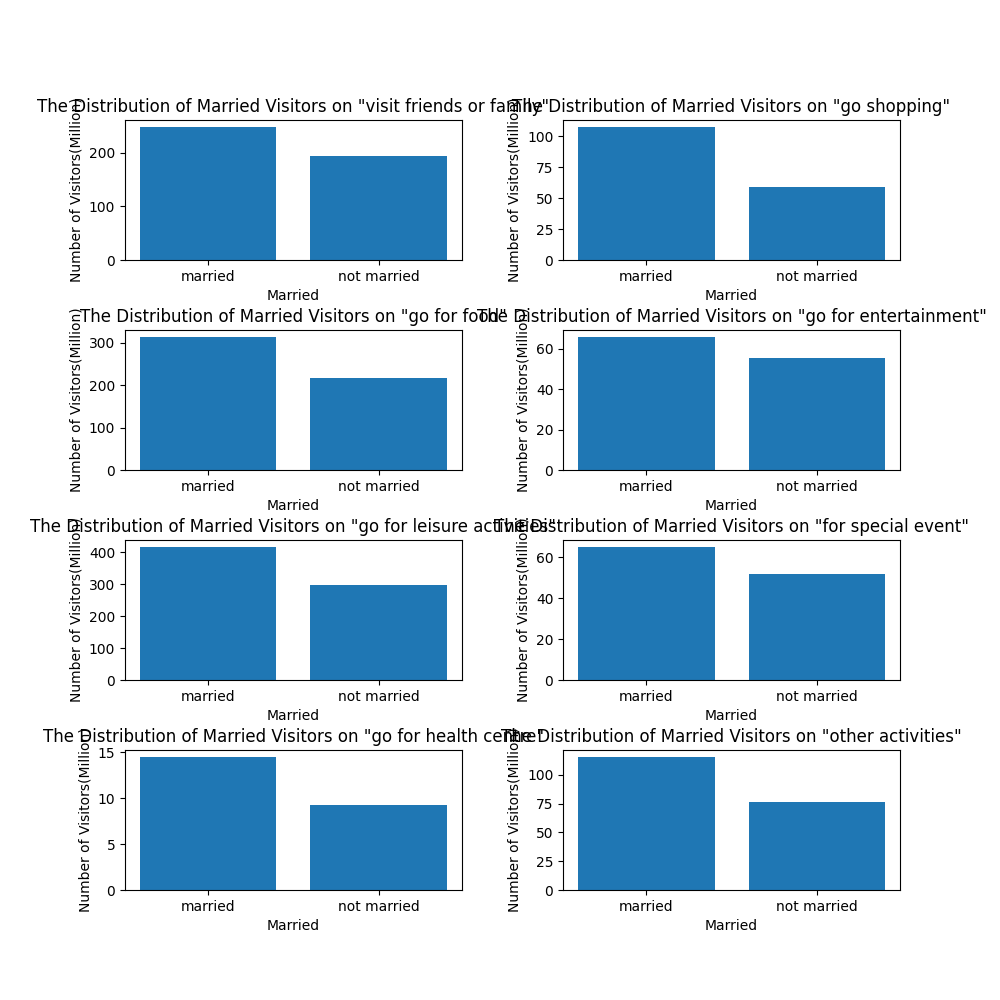 The Distribution of Married Visitors on "visit friends or family"
Number of Visitors(Million)
200
100
0
married
not married
Married
The Distribution of Married Visitors on "go shopping"
Number of Visitors(Million)
100
75
50
25
0
married
not married
Married
The Distribution of Married Visitors on "go for food"
Number of Visitors(Million)
300
200
100
0
married
not married
Married
The Distribution of Married Visitors on "go for entertainment"
Number of Visitors(Million)
60
40
20
0
married
not married
Married
The Distribution of Married Visitors on "go for leisure activities"
Number of Visitors(Million)
400
300
200
100
0
married
not married
Married
The Distribution of Married Visitors on "for special event"
Number of Visitors(Million)
60
40
20
0
married
not married
Married
The Distribution of Married Visitors on "go for health centre"
Number of Visitors(Million)
15
10
5
0
married
not married
Married
The Distribution of Married Visitors on "other activities"
Number of Visitors(Million)
100
75
50
25
0
married
not married
Married